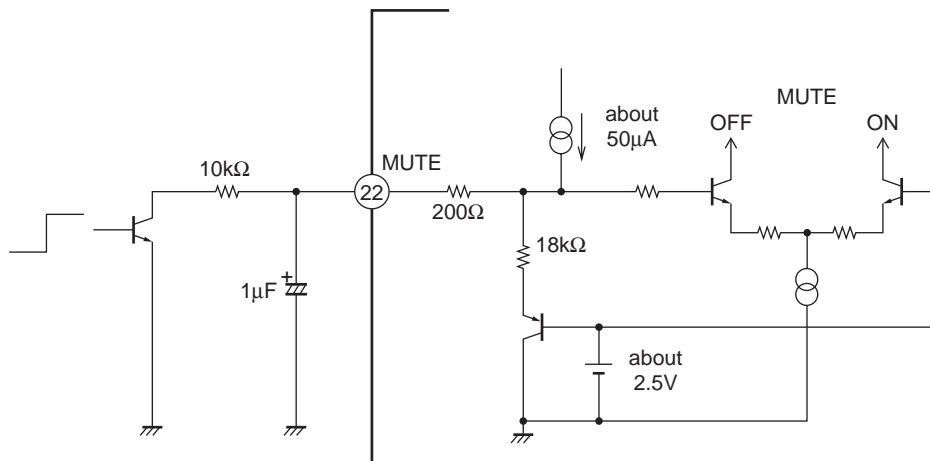 about
50μA
MUTE
OFF
ON
10kΩ
MUTE
22
200Ω
18kΩ
+
1μF
about
2.5V